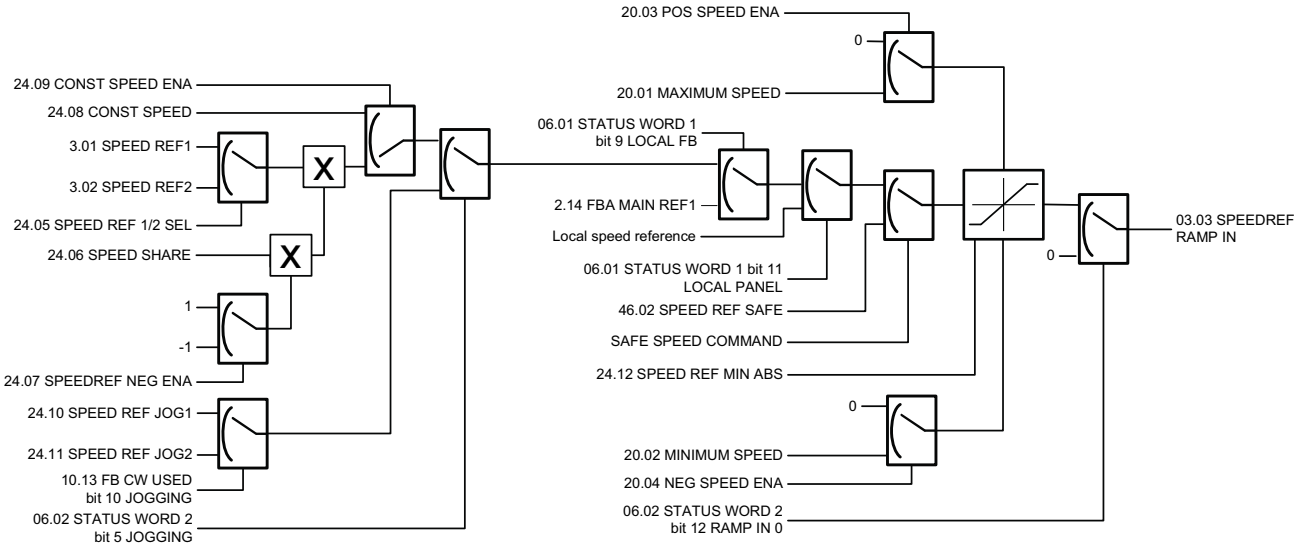 20.03 POS SPEED ENA
0
24.09 CONST SPEED ENA
20.01 MAXIMUM SPEED
24.08 CONST SPEED
06.01 STATUS WORD 1
bit 9 LOCAL FB
3.01 SPEED REF1
X
3.02 SPEED REF2
2.14 FBA MAIN REF1
24.05 SPEED REF 1/2 SEL
03.03 SPEEDREF
RAMP IN
Local speed reference
24.06 SPEED SHARE
X
0
06.01 STATUS WORD 1 bit 11
LOCAL PANEL
1
46.02 SPEED REF SAFE
-1
SAFE SPEED COMMAND
24.07 SPEEDREF NEG ENA
24.12 SPEED REF MIN ABS
24.10 SPEED REF JOG1
0
24.11 SPEED REF JOG2
20.02 MINIMUM SPEED
10.13 FB CW USED
bit 10 JOGGING
20.04 NEG SPEED ENA
06.02 STATUS WORD 2
bit 5 JOGGING
06.02 STATUS WORD 2
bit 12 RAMP IN 0